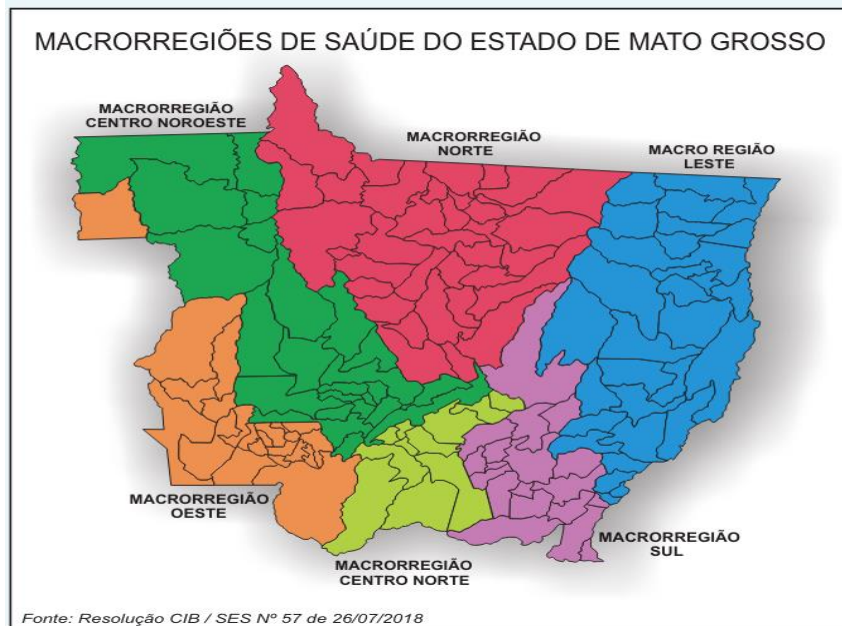 MACRORREGIÕES DE SAÚDE DO ESTADO DE MATO GROSSO
MACRORREGIÃO
CENTRO NOROESTE
MACRORREGIÃO
NORTE
MACRO REGIÃO
LESTE
MACRORREGIÃO
OESTE
MACRORREGIÃO
CENTRO NORTE
MACRORREGIÃO
SUL
Fonte: Resolução CIB / SES Nº 57 de 26/07/2018